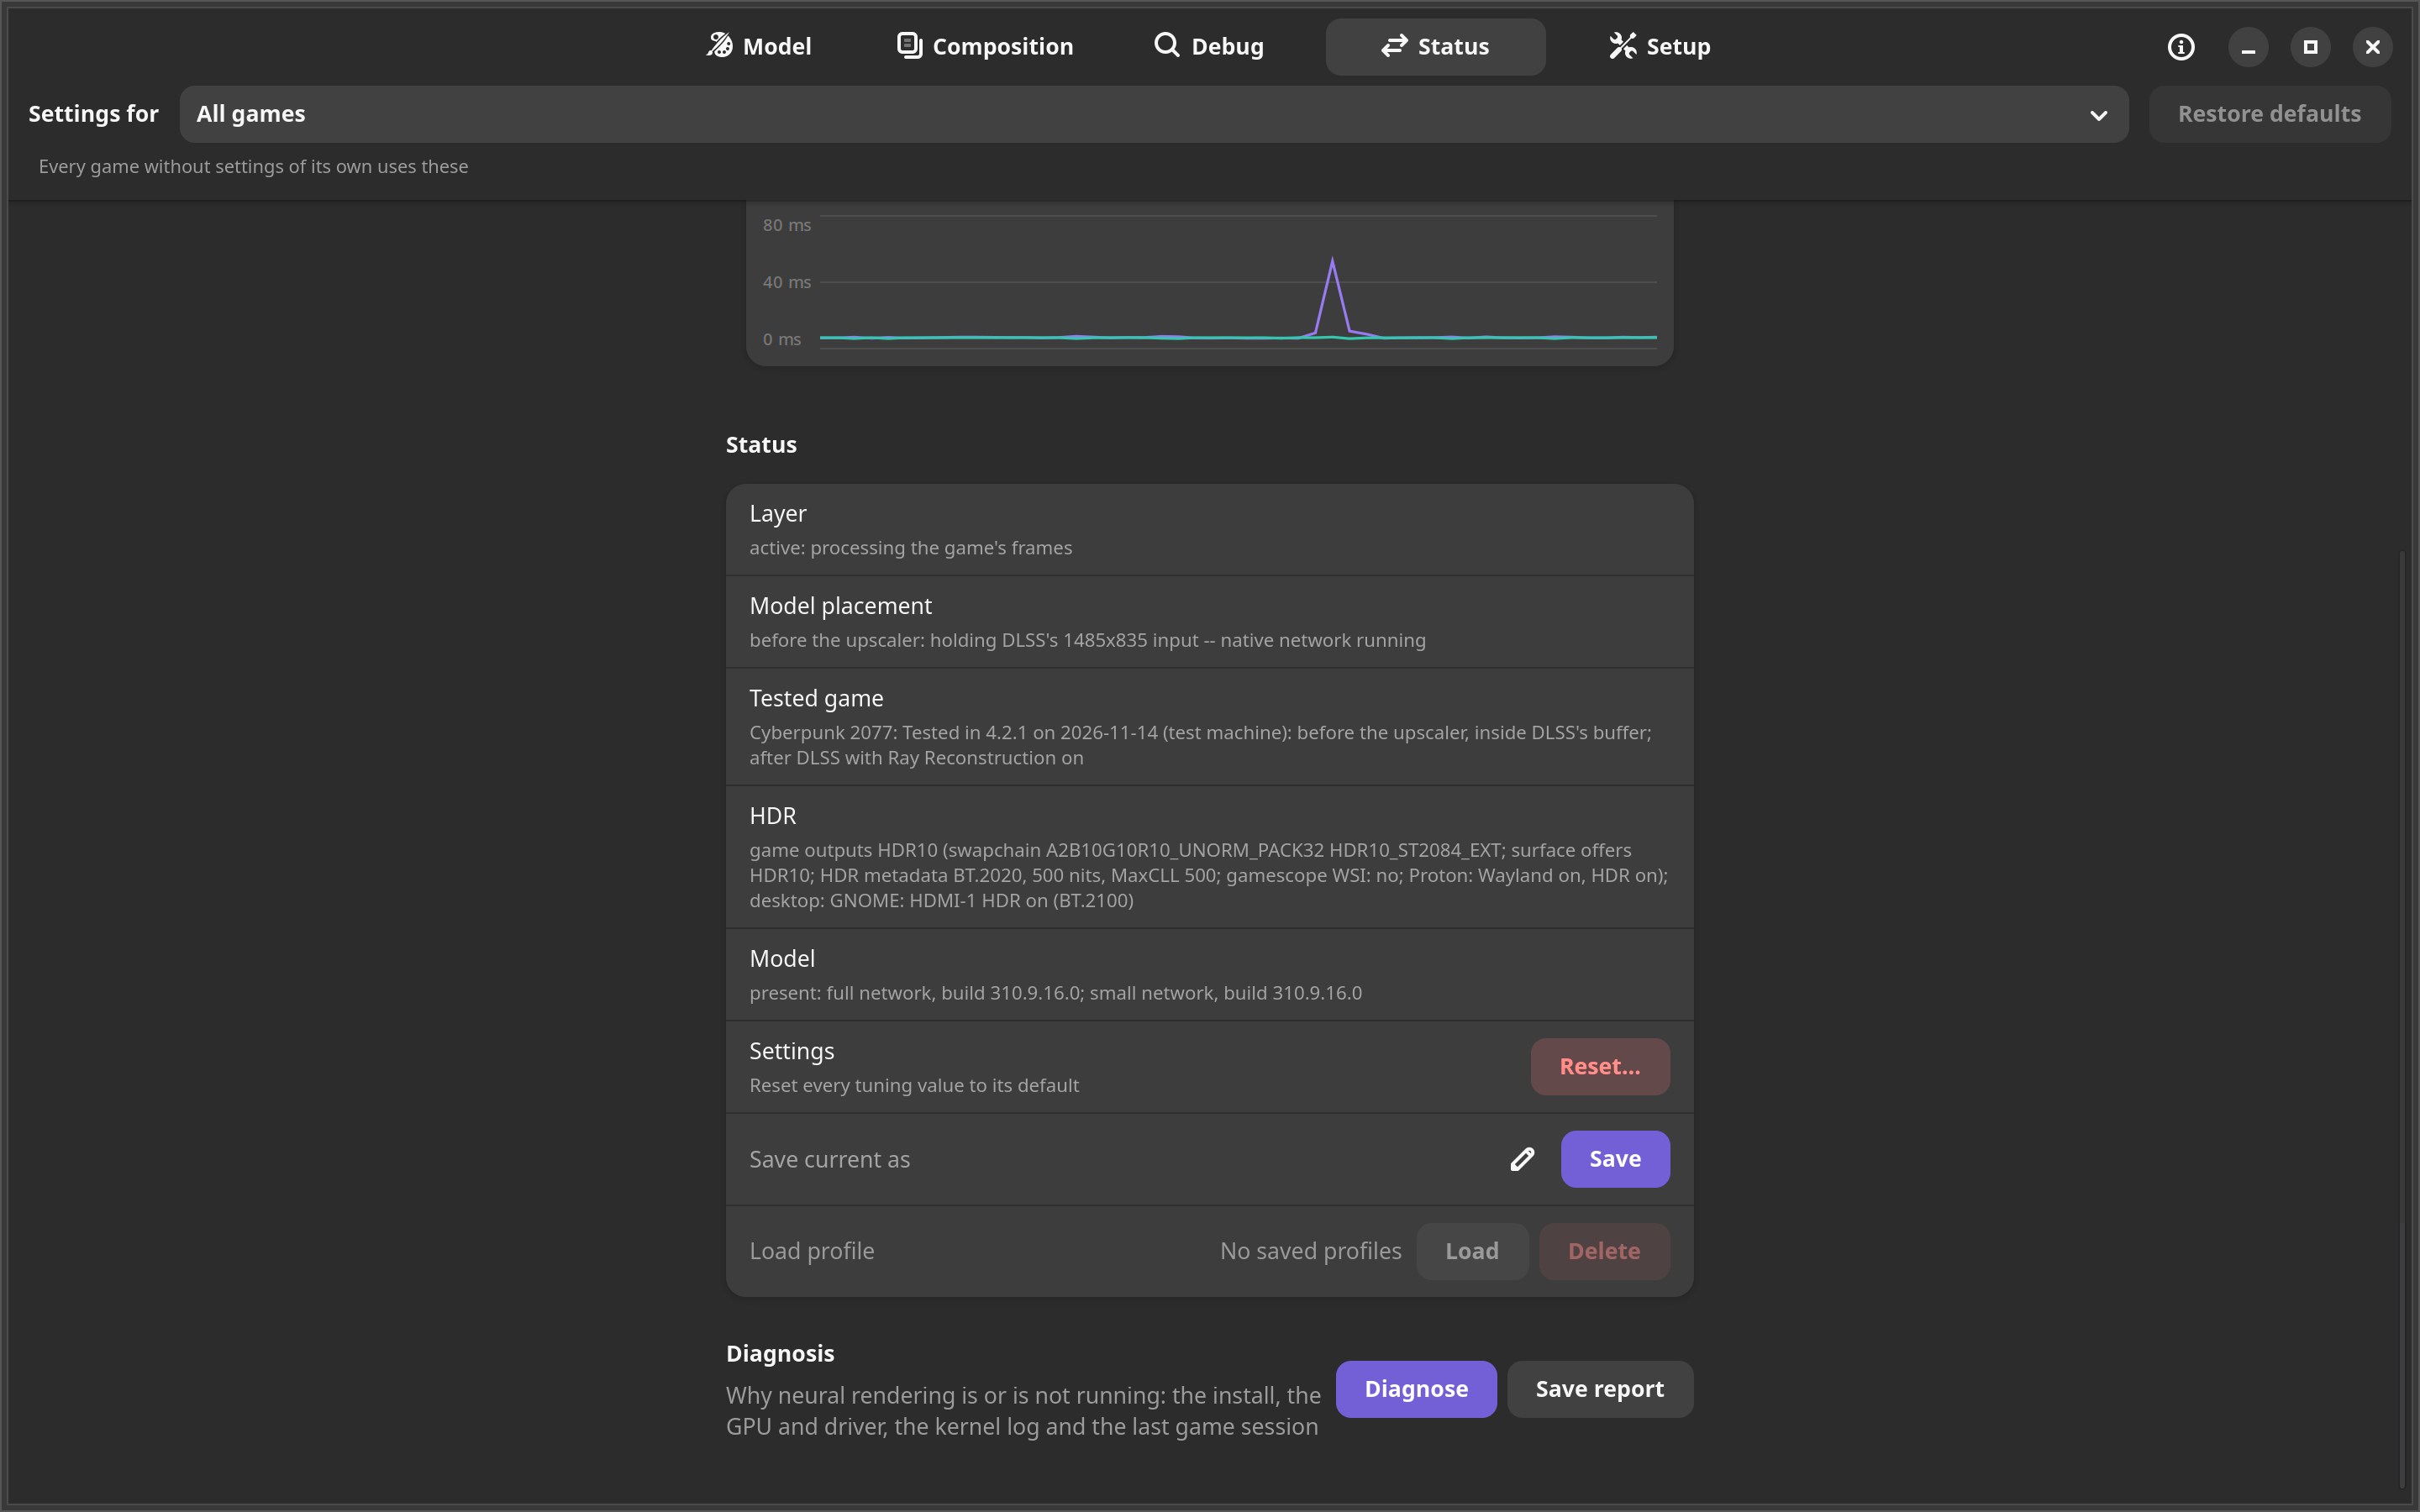 Model
Composition
Debug
Status
Setup
Settings for
All games
Restore defaults
Every game without settings of its own uses these
80 ms
40 ms
0 ms
Status
Layer
active: processing the game's frames
Model placement
before the upscaler: holding DLSS's 1485x835 input -- native network running
Tested game
Cyberpunk 2077: Tested in 4.2.1 on 2026-11-14 (test machine): before the upscaler, inside DLSS's buffer;
after DLSS with Ray Reconstruction on
HDR
game outputs HDR10 (swapchain A2B10G10R10_UNORM_PACK32 HDR10_ST2084_EXT; surface offers
HDR10; HDR metadata BT.2020, 500 nits, MaxCLL 500; gamescope WSI: no; Proton: Wayland on, HDR on);
desktop: GNOME: HDMI-1 HDR on (BT.2100)
Model
present: full network, build 310.9.16.0; small network, build 310.9.16.0
Settings
Reset...
Reset every tuning value to its default
Save current as
Save
Load profile
No saved profiles
Load
Delete
Diagnosis
Why neural rendering is or is not running: the install, the
GPU and driver, the kernel log and the last game session
Diagnose
Save report